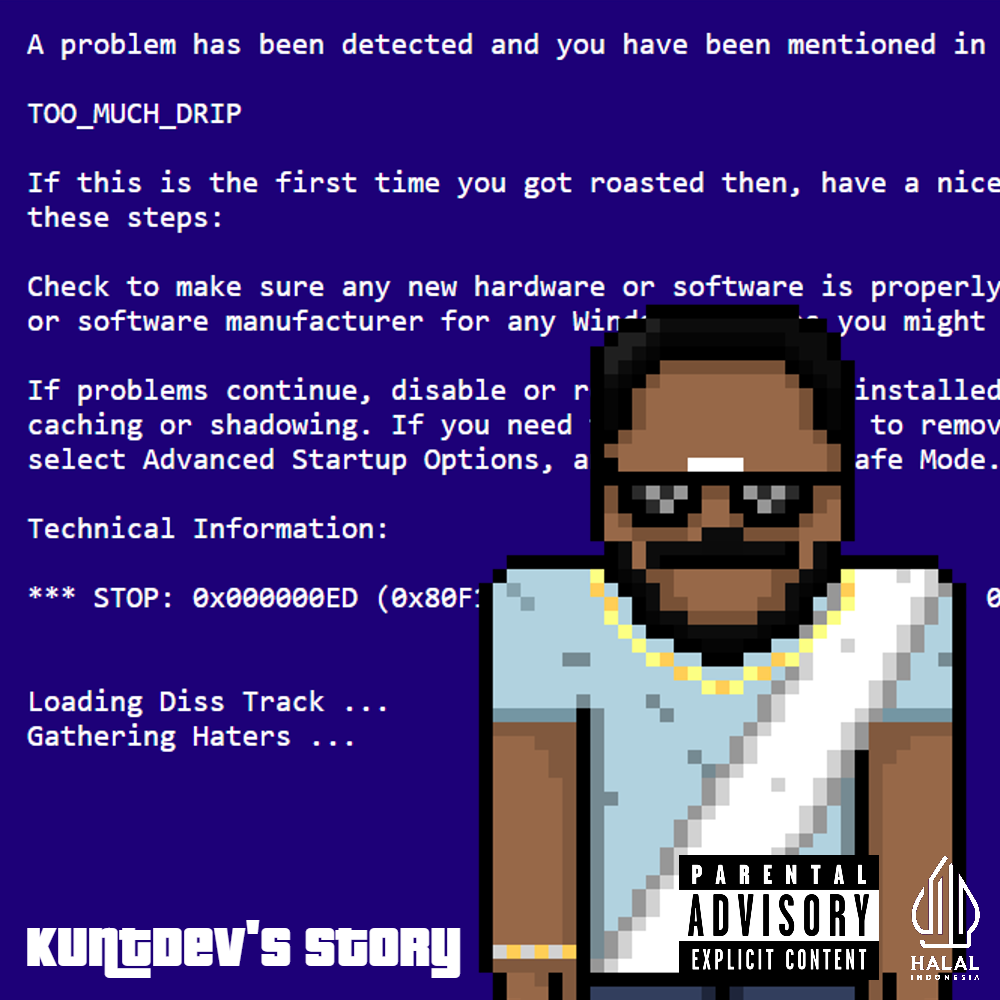 A problem has been detected and you have been mentioned in
TOO_MUCH_DRIP
If this is the first time you got roasted then, have a nice
these steps:
Check to make sure any new hardware or software is properly
or software manufacturer for any you might
If problems continue, disable or installed
caching or shadowing. If you need to
select Advanced Startup Options, Mode.
Technical Information:
*** STOP: 0x000000ED
Loading Diss Track ...
Gathering Haters ...
KUNTDEV'S STORY
PARENTAL
ADVISORY
EXPLICIT CONTENT
HALAL
INDONESIA